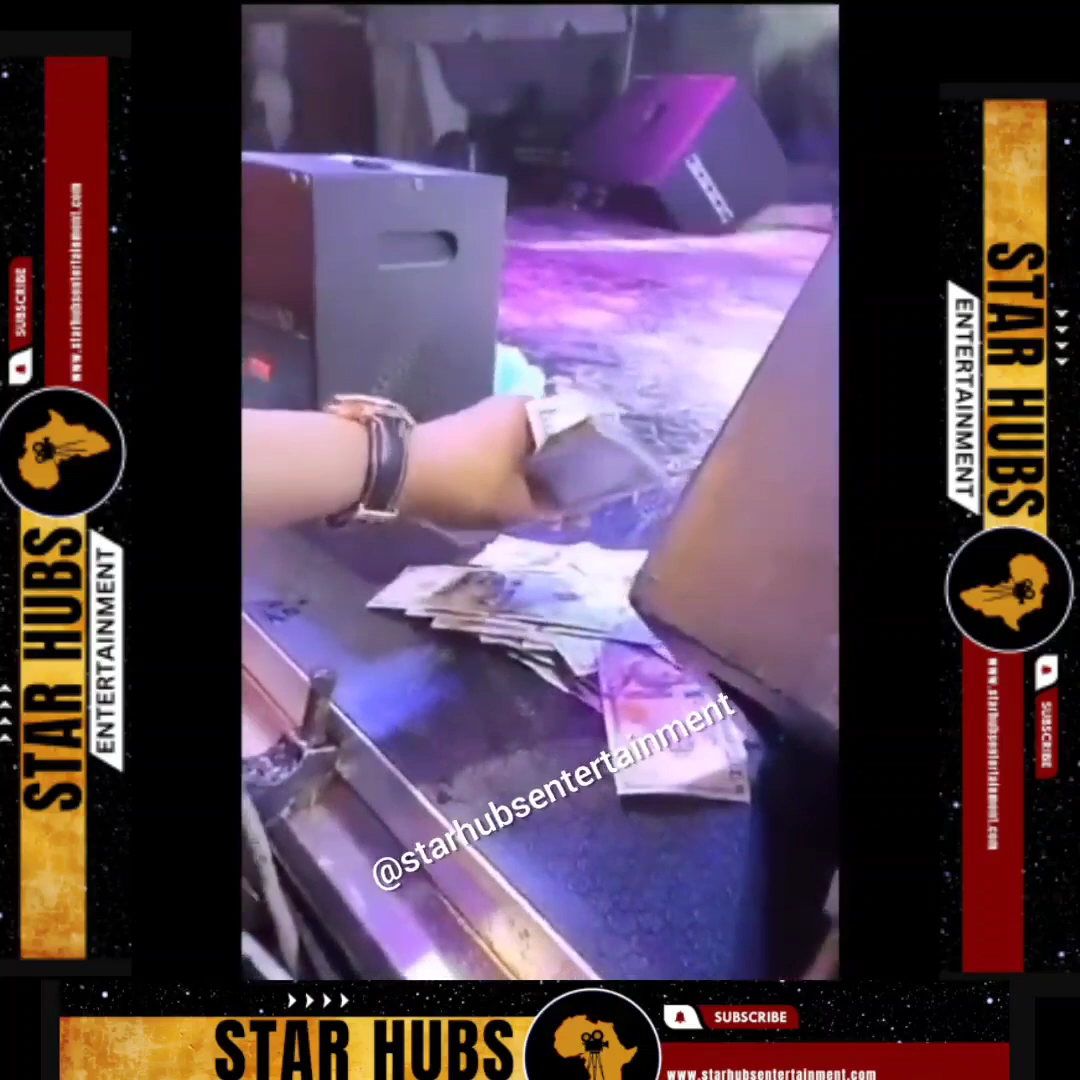 www.starhubsentertainment.com
SUBSCRIBE
STAR HUBS
ENTERTAINMENT
STAR HUBS
ENTERTAINMENT
SUBSCRIBE
www.starhubsentertainment.com
@starhubsentertainment
STAR HUBS
SUBSCRIBE
www.starhubsentertainment.com